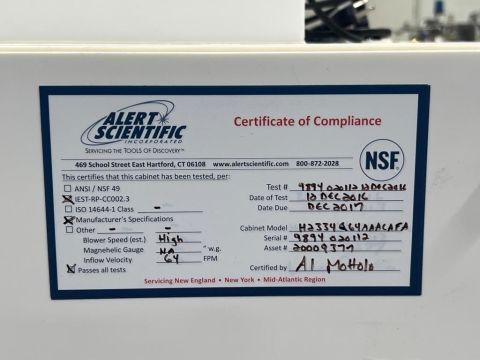 ALERT
SCIENTIFIC
INCORPORATED
SERVICING THE TOOLS OF DISCOVERY™
Certificate of Compliance
469 School Street East Hartford, CT 06108 www.alertscientific.com 800-872-2028
NSF
This certifies that this cabinet has been tested, per:
ANSI / NSF 49
IEST-RP-CC002.3
ISO 14644-1 Class -
Manufacturer's Specifications
Other - -
Blower Speed (est.) High
Magnehelic Gauge NA "w.g.
Inflow Velocity 64 FPM
Passes all tests
Test # 9894 020112 12DEC2016
Date of Test 12 DEC 2016
Date Due DEC 2017
Cabinet Model
Serial # 9894 020112
Asset # 20009377
Certified by Al Mottolo
Servicing New England • New York • Mid-Atlantic Region